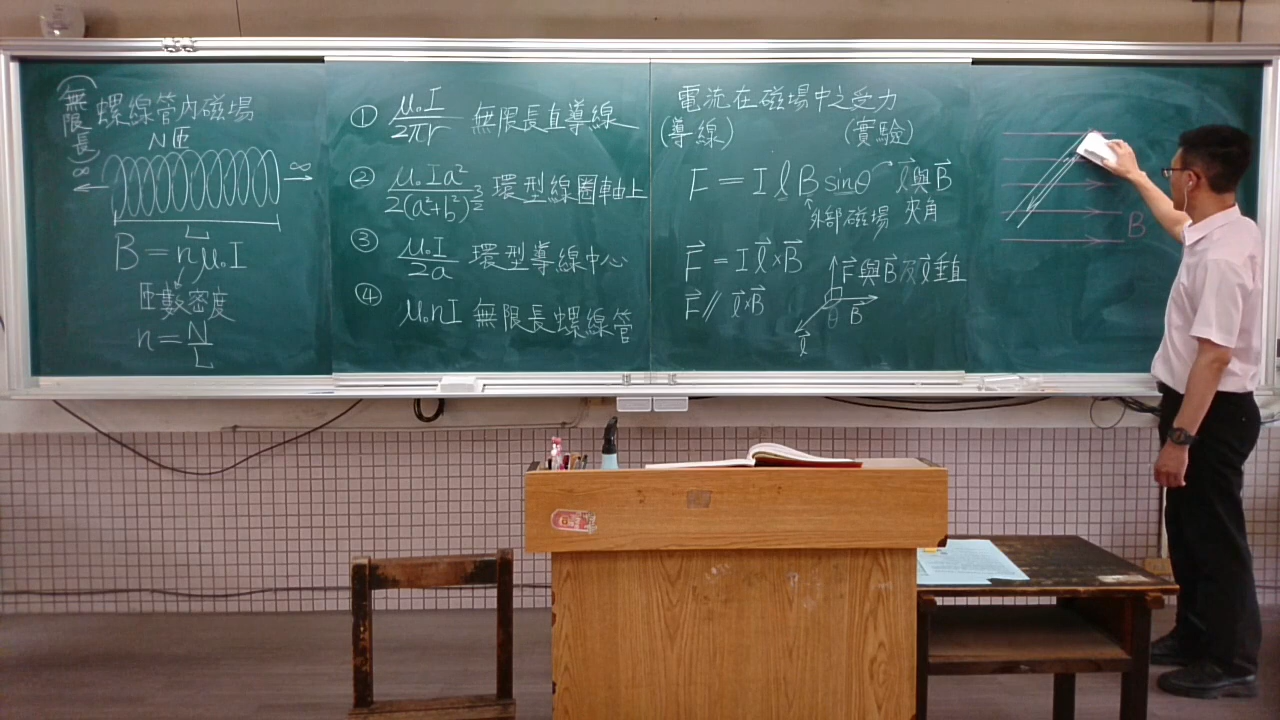 (無限長)
螺線管內磁場
N匝
∞ ∞
L
B = nμ₀I
匝數密度
n = N/L
① μ₀I/2πr 無限長直導線
② μ₀Ia²/2(a²+b²)^(3/2) 環型線圈軸上
③ μ₀I/2a 環型導線中心
④ μ₀nI 無限長螺線管
電流在磁場中之受力
(導線) (實驗)
F = IℓB sinθ ℓ⃗與B⃗
外部磁場 夾角
F⃗ = Iℓ⃗×B⃗
F⃗與B⃗及ℓ⃗垂直
F⃗ // ℓ⃗×B⃗
θ B⃗
ℓ⃗
B